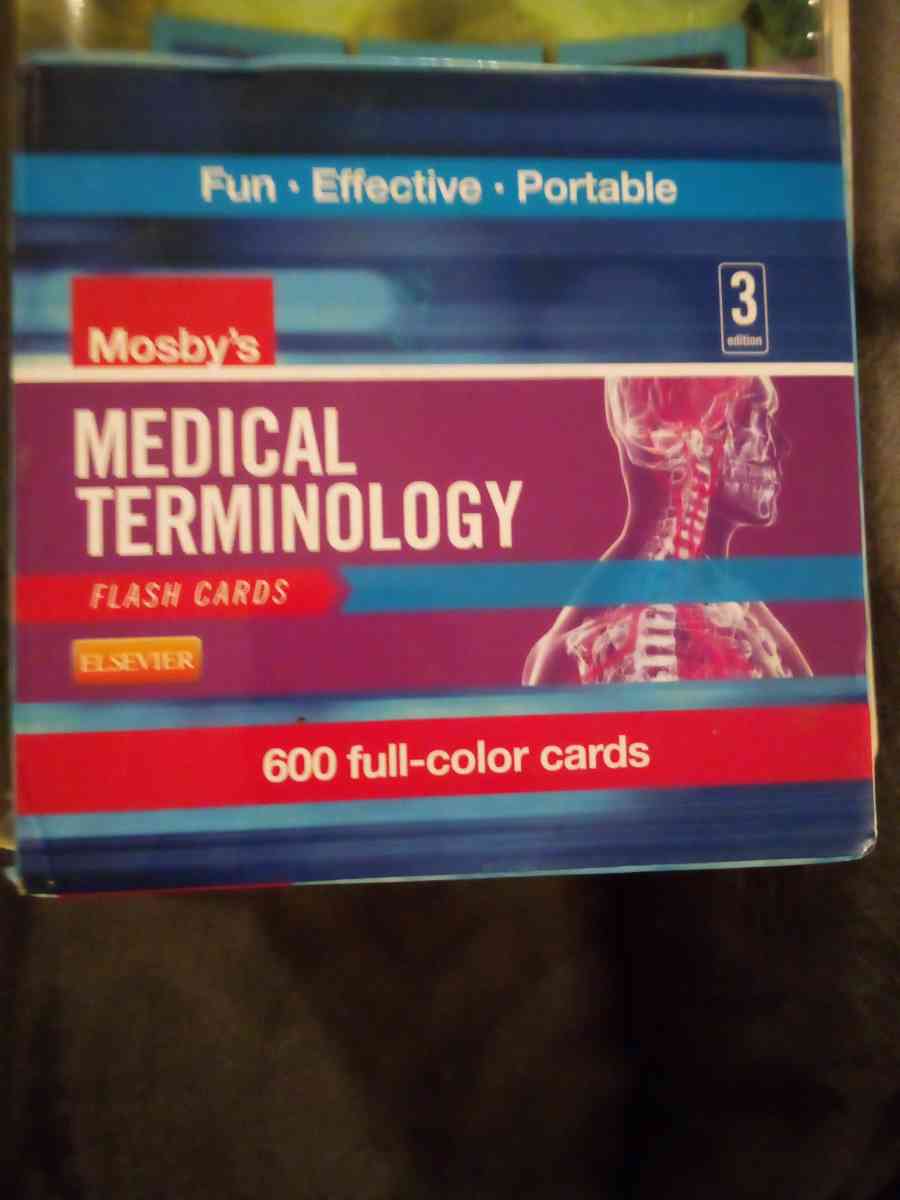 Fun · Effective · Portable
3
edition
Mosby's
MEDICAL
TERMINOLOGY
FLASH CARDS
ELSEVIER
600 full-color cards